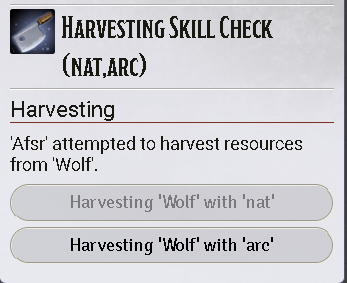 Harvesting Skill Check
(nat,arc)
Harvesting
'Afsr' attempted to harvest resources
from 'Wolf'.
Harvesting 'Wolf' with 'nat'
Harvesting 'Wolf' with 'arc'